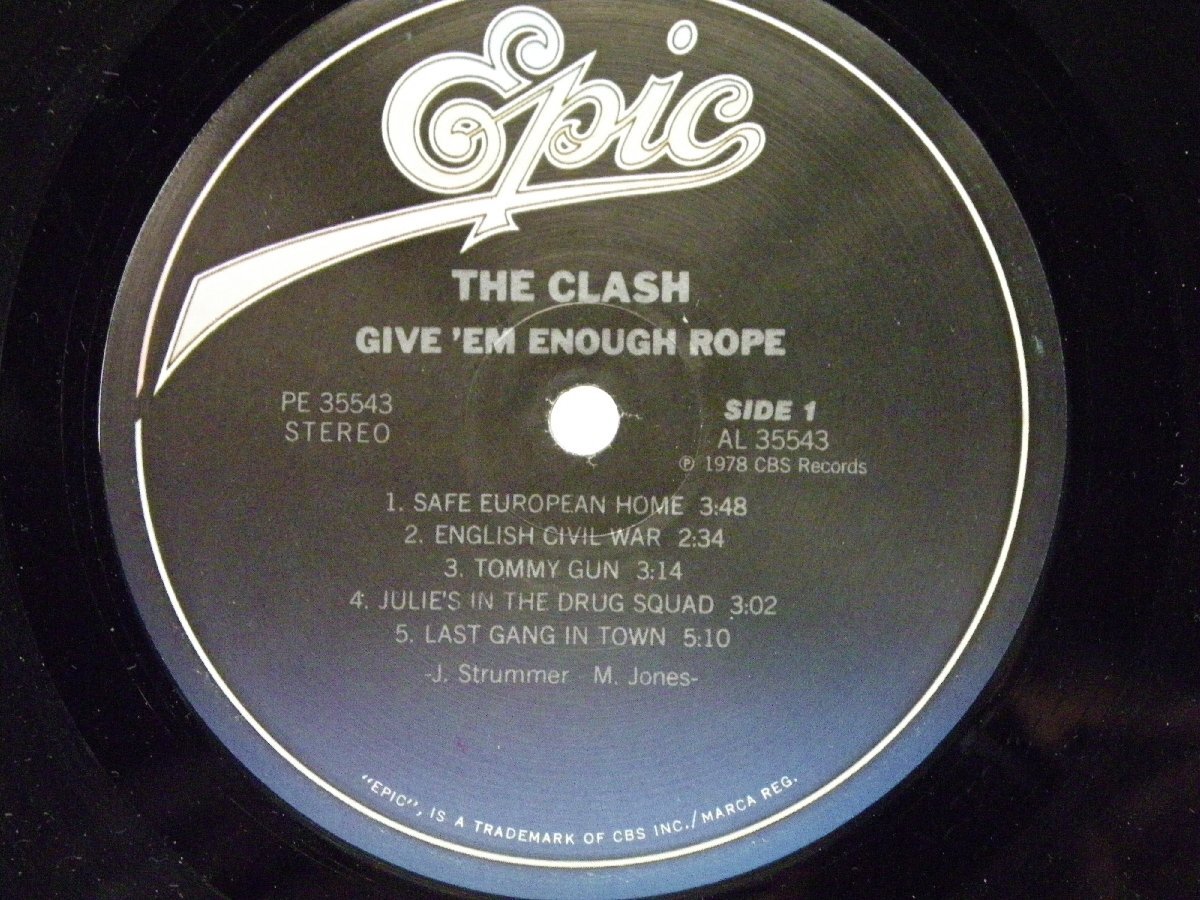 Epic
THE CLASH
GIVE 'EM ENOUGH ROPE
PE 35543
STEREO
SIDE 1
AL 35543
℗ 1978 CBS Records
1. SAFE EUROPEAN HOME 3:48
2. ENGLISH CIVIL WAR 2:34
3. TOMMY GUN 3:14
4. JULIE'S IN THE DRUG SQUAD 3:02
5. LAST GANG IN TOWN 5:10
-J. Strummer M. Jones-
"EPIC", IS A TRADEMARK OF CBS INC./MARCA REG.